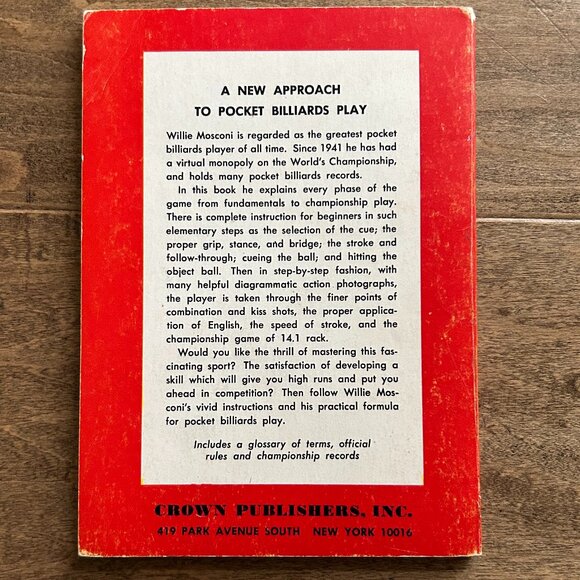 A NEW APPROACH
TO POCKET BILLIARDS PLAY
Willie Mosconi is regarded as the greatest pocket
billiards player of all time. Since 1941 he has had
a virtual monopoly on the World's Championship,
and holds many pocket billiards records.
In this book he explains every phase of the
game from fundamentals to championship play.
There is complete instruction for beginners in such
elementary steps as the selection of the cue; the
proper grip, stance, and bridge; the stroke and
follow-through; cueing the ball; and hitting the
object ball. Then in step-by-step fashion, with
many helpful diagrammatic action photographs,
the player is taken through the finer points of
combination and kiss shots, the proper applica-
tion of English, the speed of stroke, and the
championship game of 14.1 rack.
Would you like the thrill of mastering this fas-
cinating sport? The satisfaction of developing a
skill which will give you high runs and put you
ahead in competition? Then follow Willie Mos-
coni's vivid instructions and his practical formula
for pocket billiards play.
Includes a glossary of terms, official
rules and championship records
CROWN PUBLISHERS, INC.
419 PARK AVENUE SOUTH NEW YORK 10016